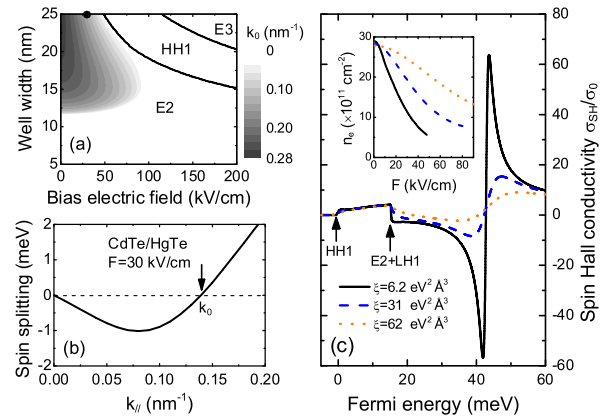 25
20
15
10
5
Well width (nm)
0
50
100
150
200
Bias electric field (kV/cm)
(a)
E3
HH1
E2
k₀ (nm⁻¹)
0
0.10
0.20
0.28
2
1
0
-1
-2
Spin splitting (meV)
CdTe/HgTe
F=30 kV/cm
k₀
(b)
0.00
0.05
0.10
0.15
0.20
k// (nm⁻¹)
30
20
10
0
nₑ (×10¹¹ cm⁻²)
0
20
40
60
80
F (kV/cm)
HH1
E2+LH1
ξ=6.2 eV² Å³
ξ=31 eV² Å³
ξ=62 eV² Å³
(c)
0
20
40
60
Fermi energy (meV)
80
60
40
20
0
-20
-40
-60
Spin Hall conductivity σSH/σ₀